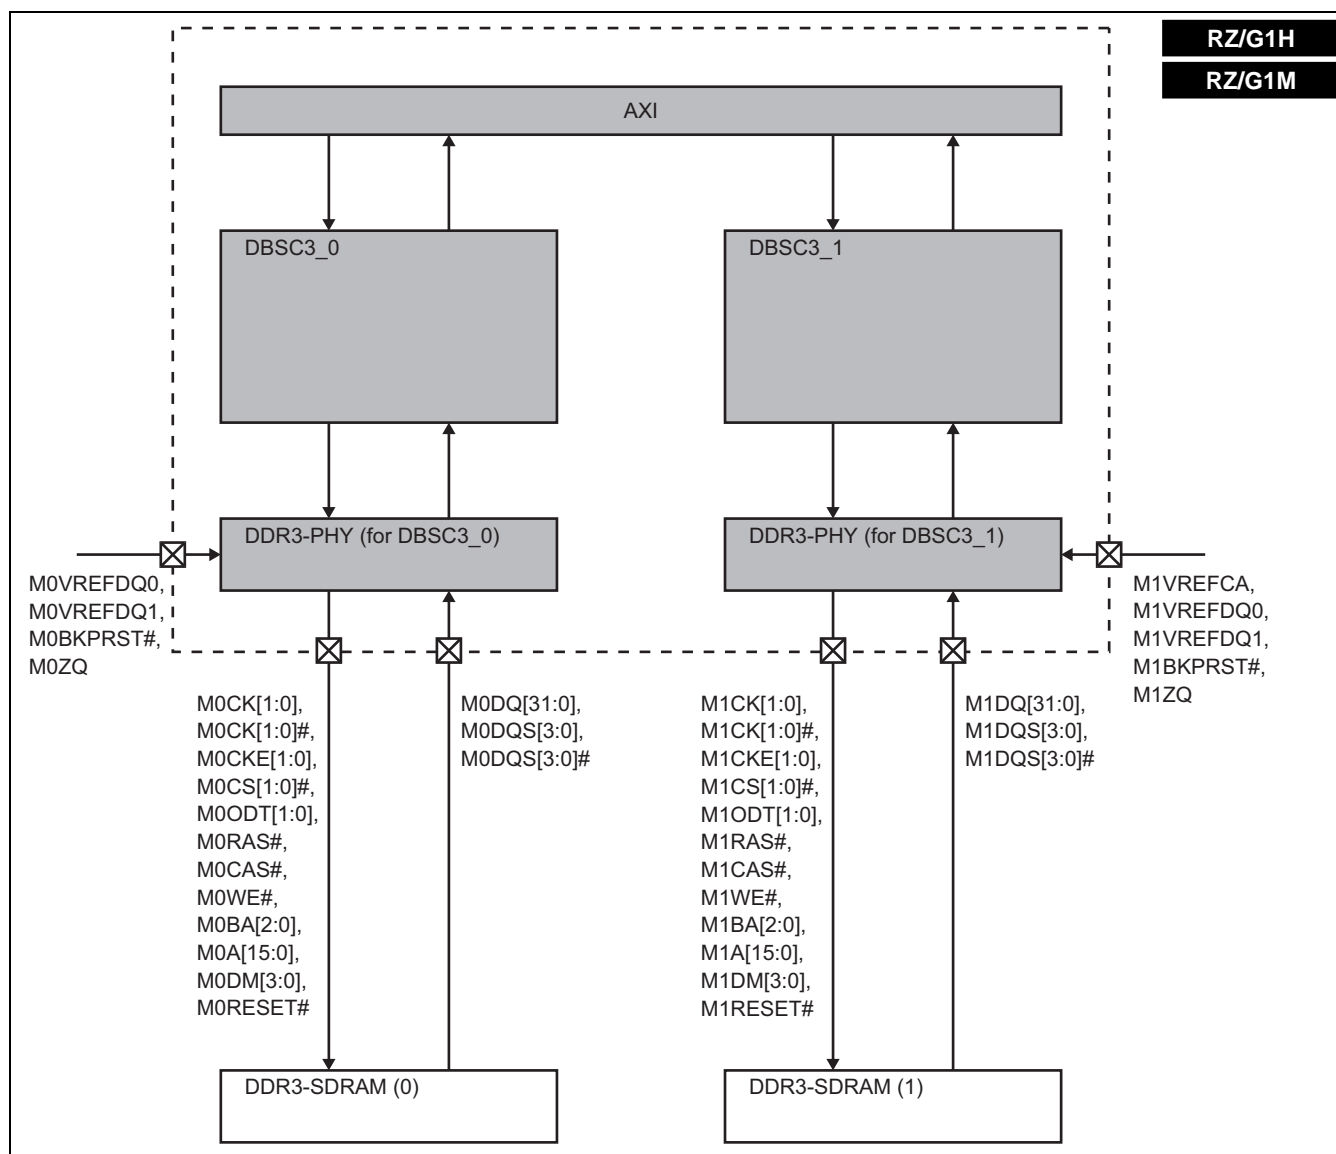 RZ/G1H
RZ/G1M
AXI
DBSC3_0
DBSC3_1
DDR3-PHY (for DBSC3_0)
DDR3-PHY (for DBSC3_1)
M0VREFDQ0,
M0VREFDQ1,
M0BKPRST#,
M0ZQ
M1VREFCA,
M1VREFDQ0,
M1VREFDQ1,
M1BKPRST#,
M1ZQ
M0CK[1:0],
M0CK[1:0]#,
M0CKE[1:0],
M0CS[1:0]#,
M0ODT[1:0],
M0RAS#,
M0CAS#,
M0WE#,
M0BA[2:0],
M0A[15:0],
M0DM[3:0],
M0RESET#
M0DQ[31:0],
M0DQS[3:0],
M0DQS[3:0]#
M1CK[1:0],
M1CK[1:0]#,
M1CKE[1:0],
M1CS[1:0]#,
M1ODT[1:0],
M1RAS#,
M1CAS#,
M1WE#,
M1BA[2:0],
M1A[15:0],
M1DM[3:0],
M1RESET#
M1DQ[31:0],
M1DQS[3:0],
M1DQS[3:0]#
DDR3-SDRAM (0)
DDR3-SDRAM (1)